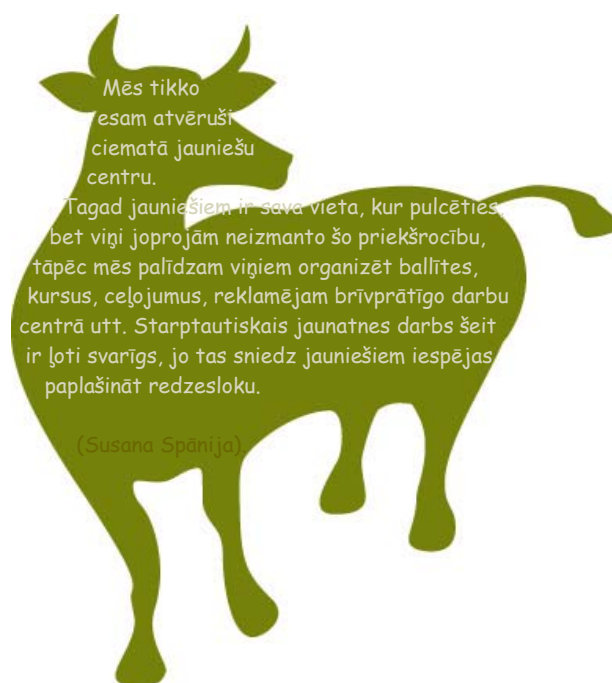 Mēs tikko
esam atvēruši
ciematā jauniešu
centru.
Tagad jauniešiem ir sava vieta, kur pulcēties,
bet viņi joprojām neizmanto šo priekšrocību,
tāpēc mēs palīdzam viņiem organizēt ballītes,
kursus, ceļojumus, reklamējam brīvprātīgo darbu
centrā utt. Starptautiskais jaunatnes darbs šeit
ir ļoti svarīgs, jo tas sniedz jauniešiem iespējas
paplašināt redzesloku.
(Susana Spānija).